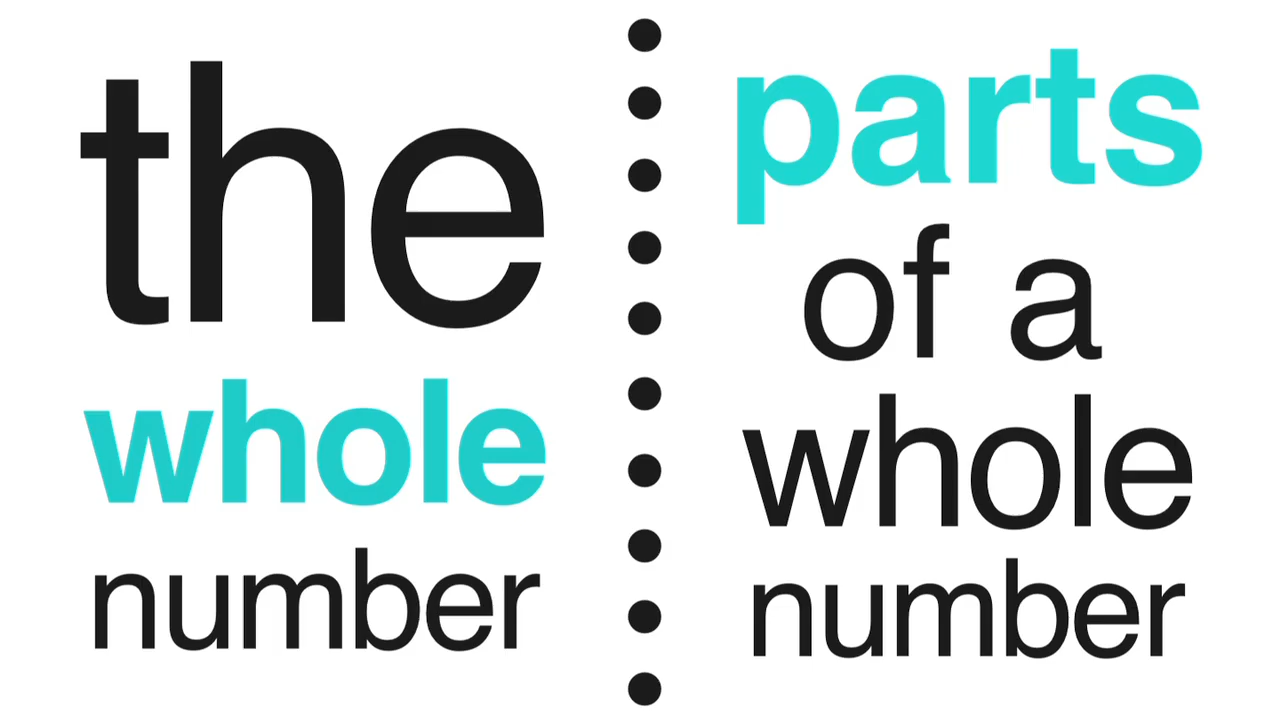 the
whole
number
parts
of a
whole
number